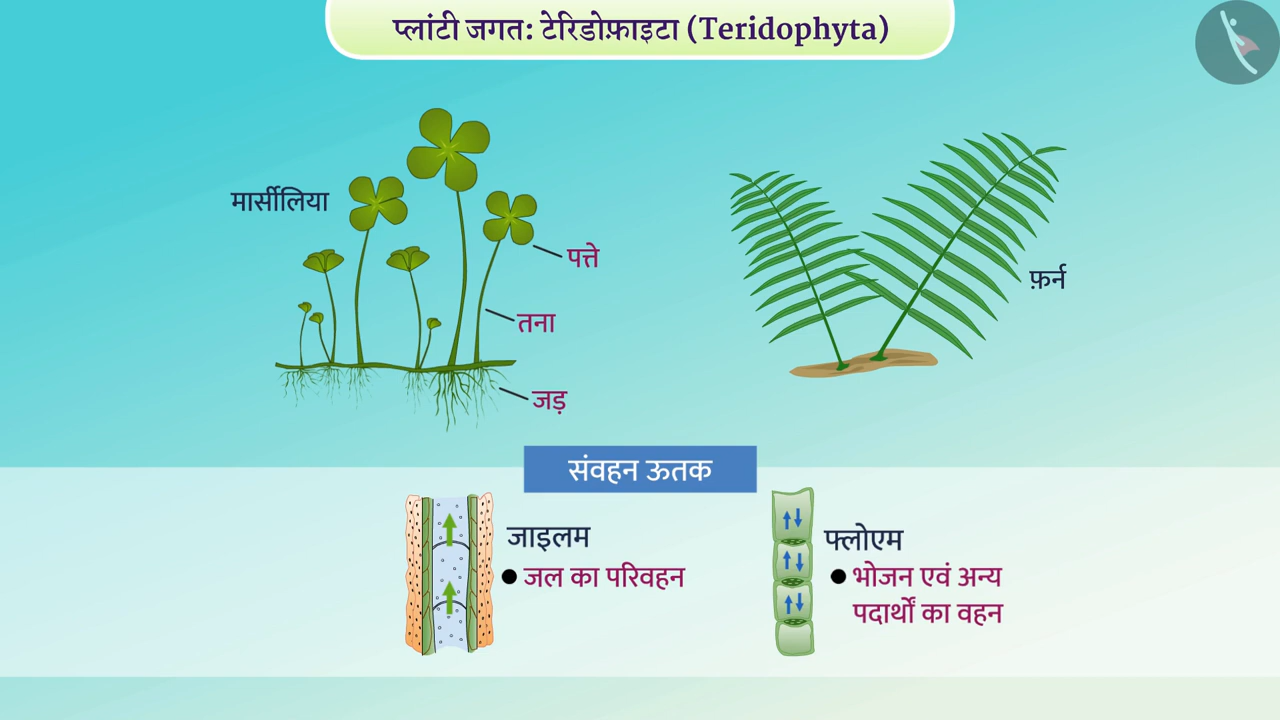 प्लांटी जगत: टेरिडोफ़ाइटा (Teridophyta)
मार्सीलिया
पत्ते
तना
जड़
फ़र्न
संवहन ऊतक
जाइलम
● जल का परिवहन
फ्लोएम
● भोजन एवं अन्य
पदार्थों का वहन